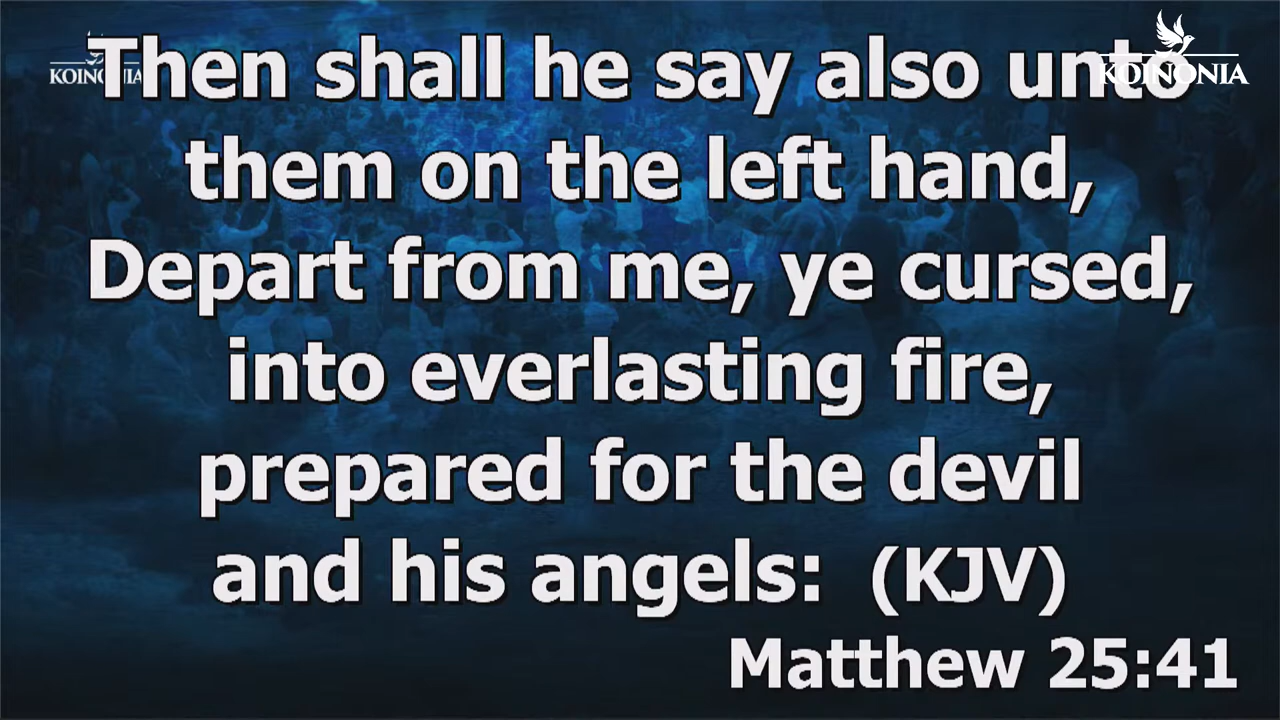 KOINONIA
KOINONIA
Then shall he say also unto
them on the left hand,
Depart from me, ye cursed,
into everlasting fire,
prepared for the devil
and his angels: (KJV)
Matthew 25:41